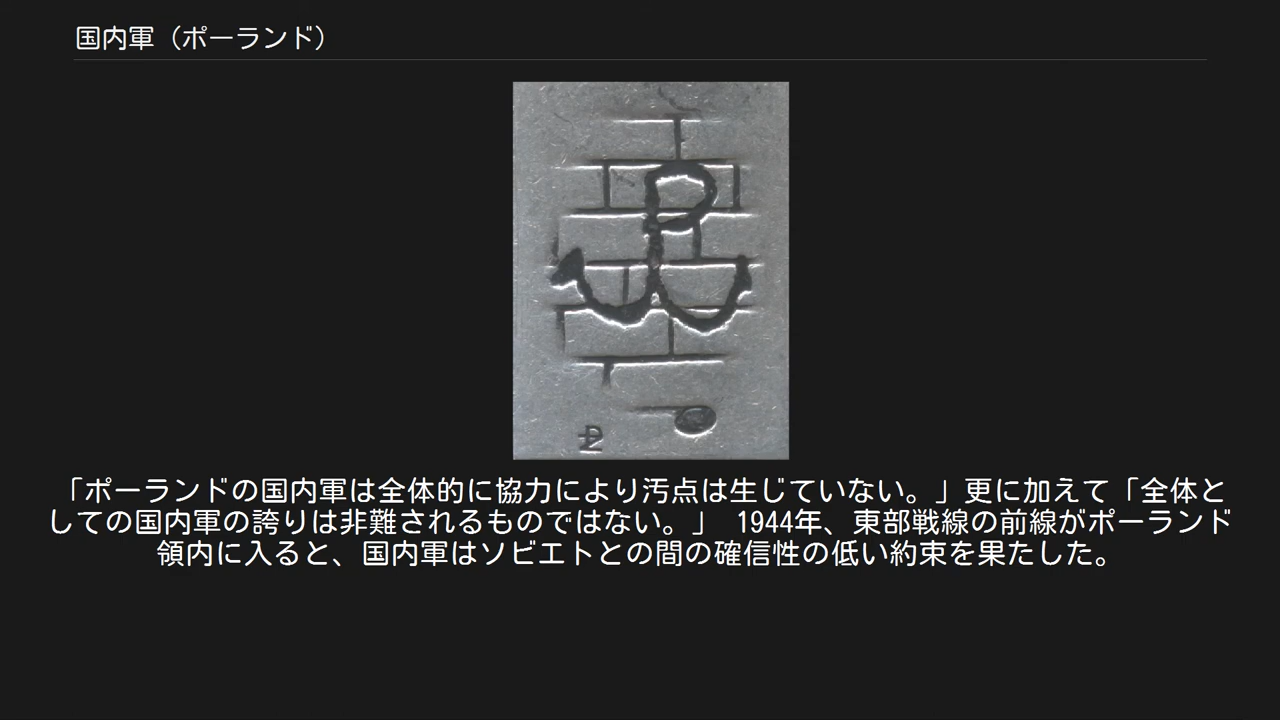 国内軍（ポーランド）
「ポーランドの国内軍は全体的に協力により汚点は生じていない。」更に加えて「全体と
しての国内軍の誇りは非難されるものではない。」 1944年、東部戦線の前線がポーランド
領内に入ると、国内軍はソビエトとの間の確信性の低い約束を果たした。